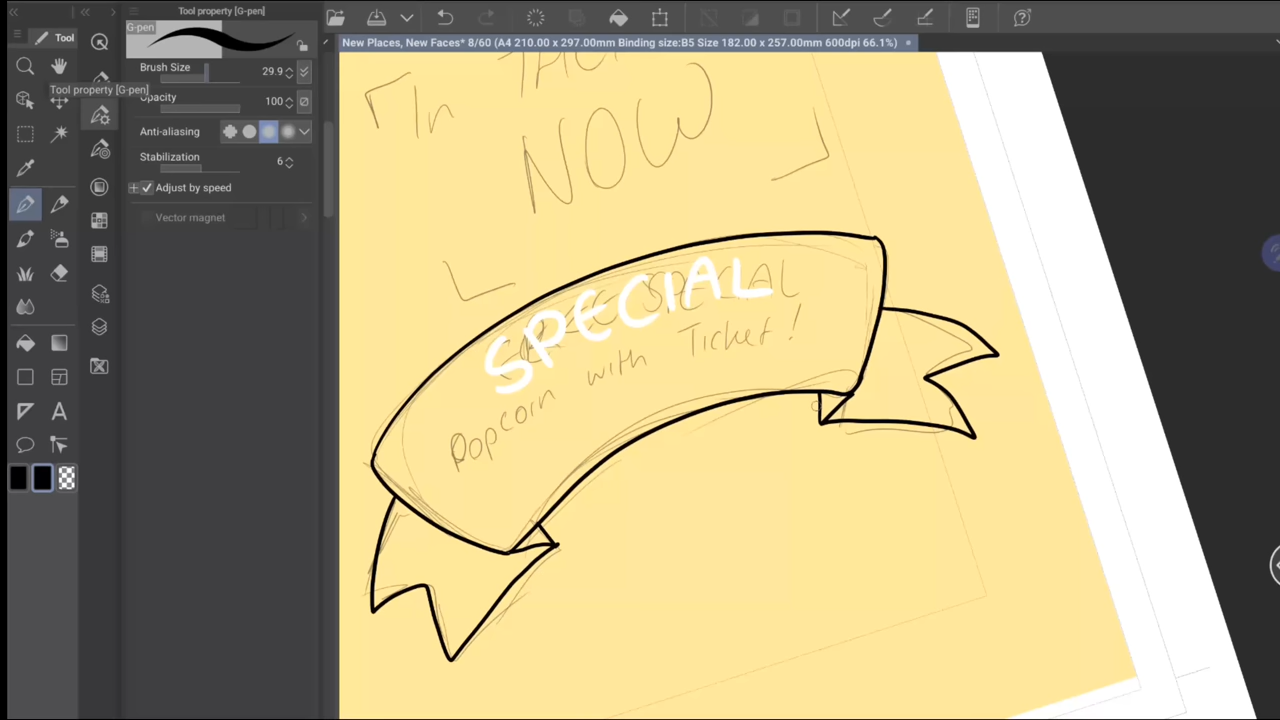 Tool property [G-pen]
Tool
G-pen
Brush Size 29.9
Tool property [G-pen]
Opacity 100
Anti-aliasing
Stabilization 6
Adjust by speed
Vector magnet
New Places, New Faces* 8/60 (A4 210.00 x 297.00mm Binding size:B5 Size 182.00 x 257.00mm 600dpi 66.1%)
In
NOW
SPECIAL
SPECIAL
Popcorn with Ticket!